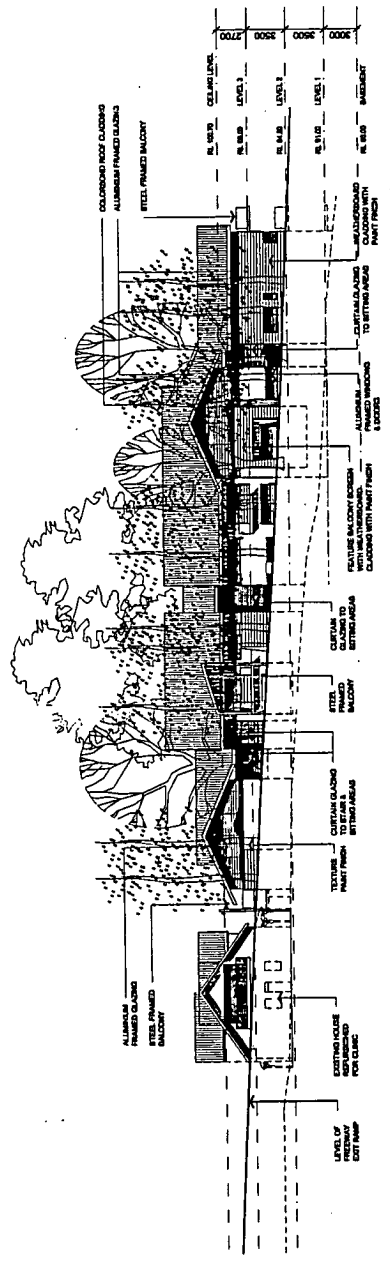 COLORBOND ROOF CLADDING
ALUMINIUM FRAMED GLAZING
STEEL FRAMED BALCONY
ALUMINIUM
FRAMED GLAZING
STEEL FRAMED
BALCONY
CEILING LEVEL
LEVEL 3
LEVEL 2
LEVEL 1
BASEMENT
2700
3500
3500
3000
LEVEL OF
FREEWAY
EXIT RAMP
EXISTING HOUSE
REFURBISHED
FOR CLINIC
TEXTURE
PAINT FINISH
CURTAIN GLAZING
TO STAIR &
SITTING AREAS
STEEL
FRAMED
BALCONY
CURTAIN
GLAZING TO
SITTING AREAS
FEATURE BALCONY SCREEN
WITH WEATHERBOARD
CLADDING WITH PAINT FINISH
ALUMINIUM
FRAMED WINDOWS
& DOORS
CURTAIN GLAZING
TO SITTING AREAS
WEATHERBOARD
CLADDING WITH
PAINT FINISH